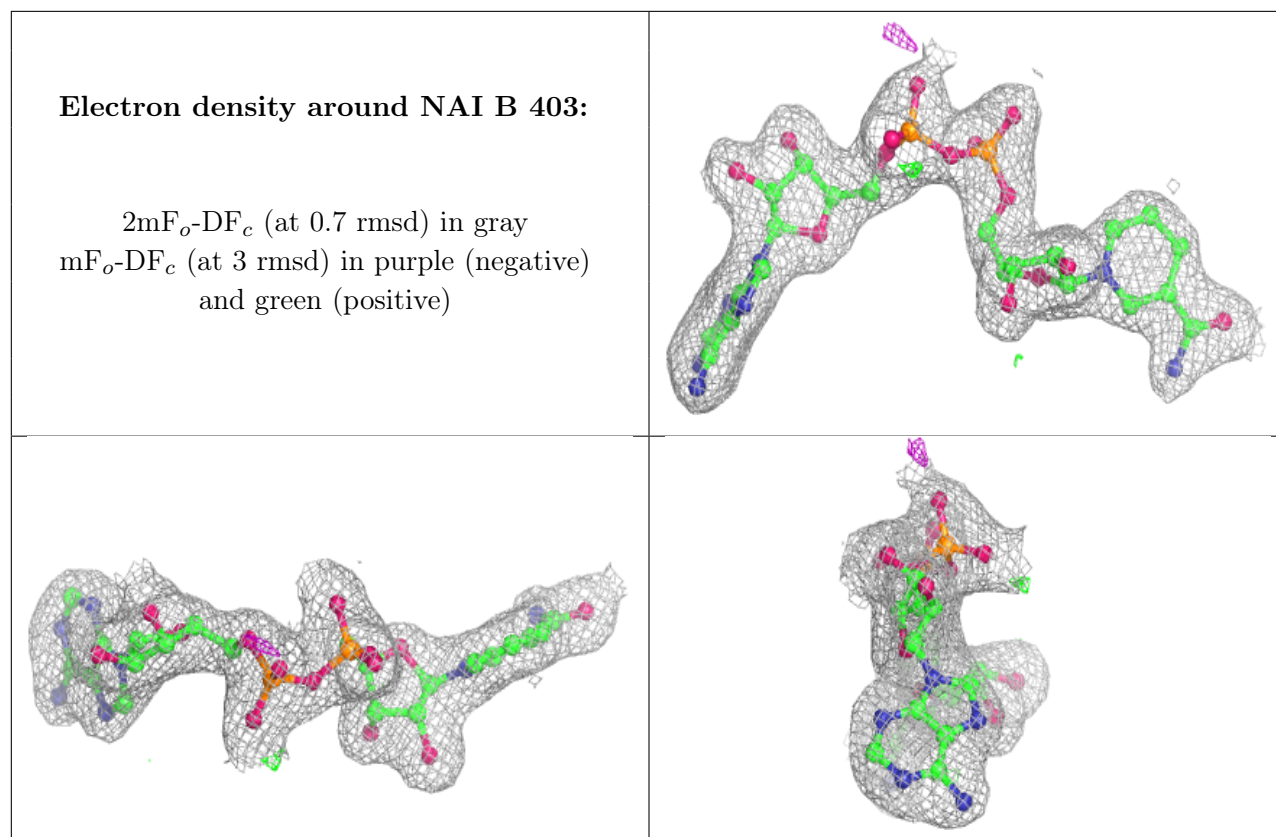 Electron density around NAI B 403:
2mFo-DFc (at 0.7 rmsd) in gray
mFo-DFc (at 3 rmsd) in purple (negative)
and green (positive)